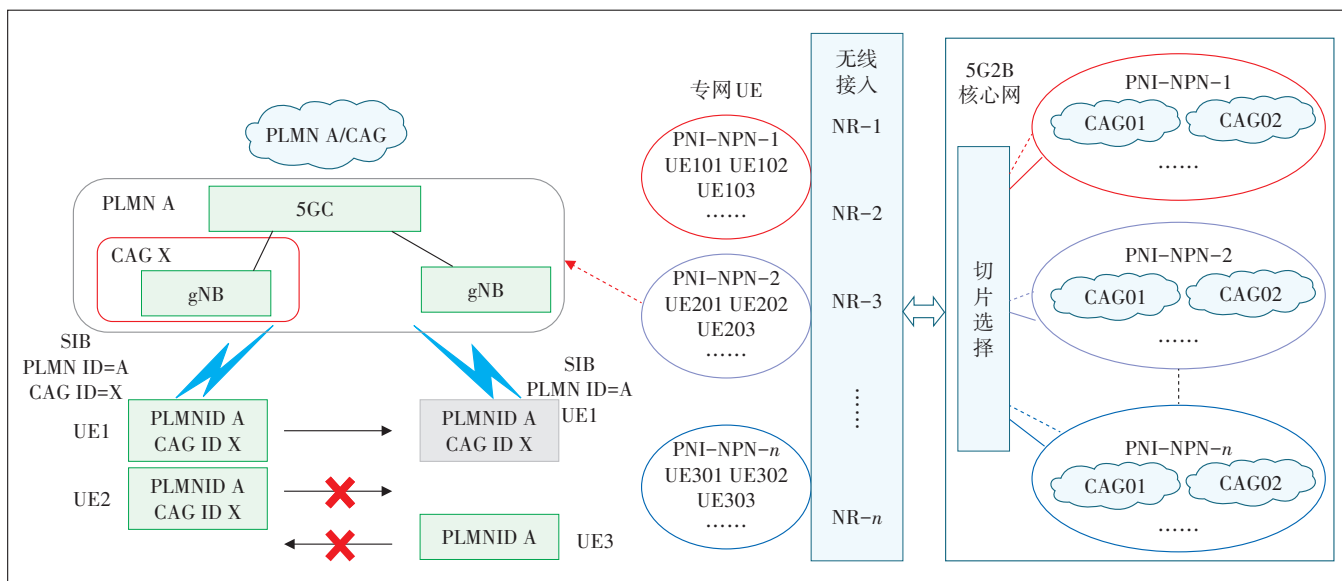 PLMN A/CAG
PLMN A
5GC
CAG X
gNB
gNB
SIB
PLMN ID=A
CAG ID=X
SIB
PLMN ID=A
UE1
UE1
PLMNID A
CAG ID X
PLMNID A
CAG ID X
UE2
PLMNID A
CAG ID X
PLMNID A
UE3
专网UE
PNI-NPN-1
UE101 UE102
UE103
……
PNI-NPN-2
UE201 UE202
UE203
……
PNI-NPN-n
UE301 UE302
UE303
……
无线
接入
NR-1
NR-2
NR-3
……
NR-n
5G2B
核心网
切片选择
PNI-NPN-1
CAG01
CAG02
……
PNI-NPN-2
CAG01
CAG02
……
PNI-NPN-n
CAG01
CAG02
……